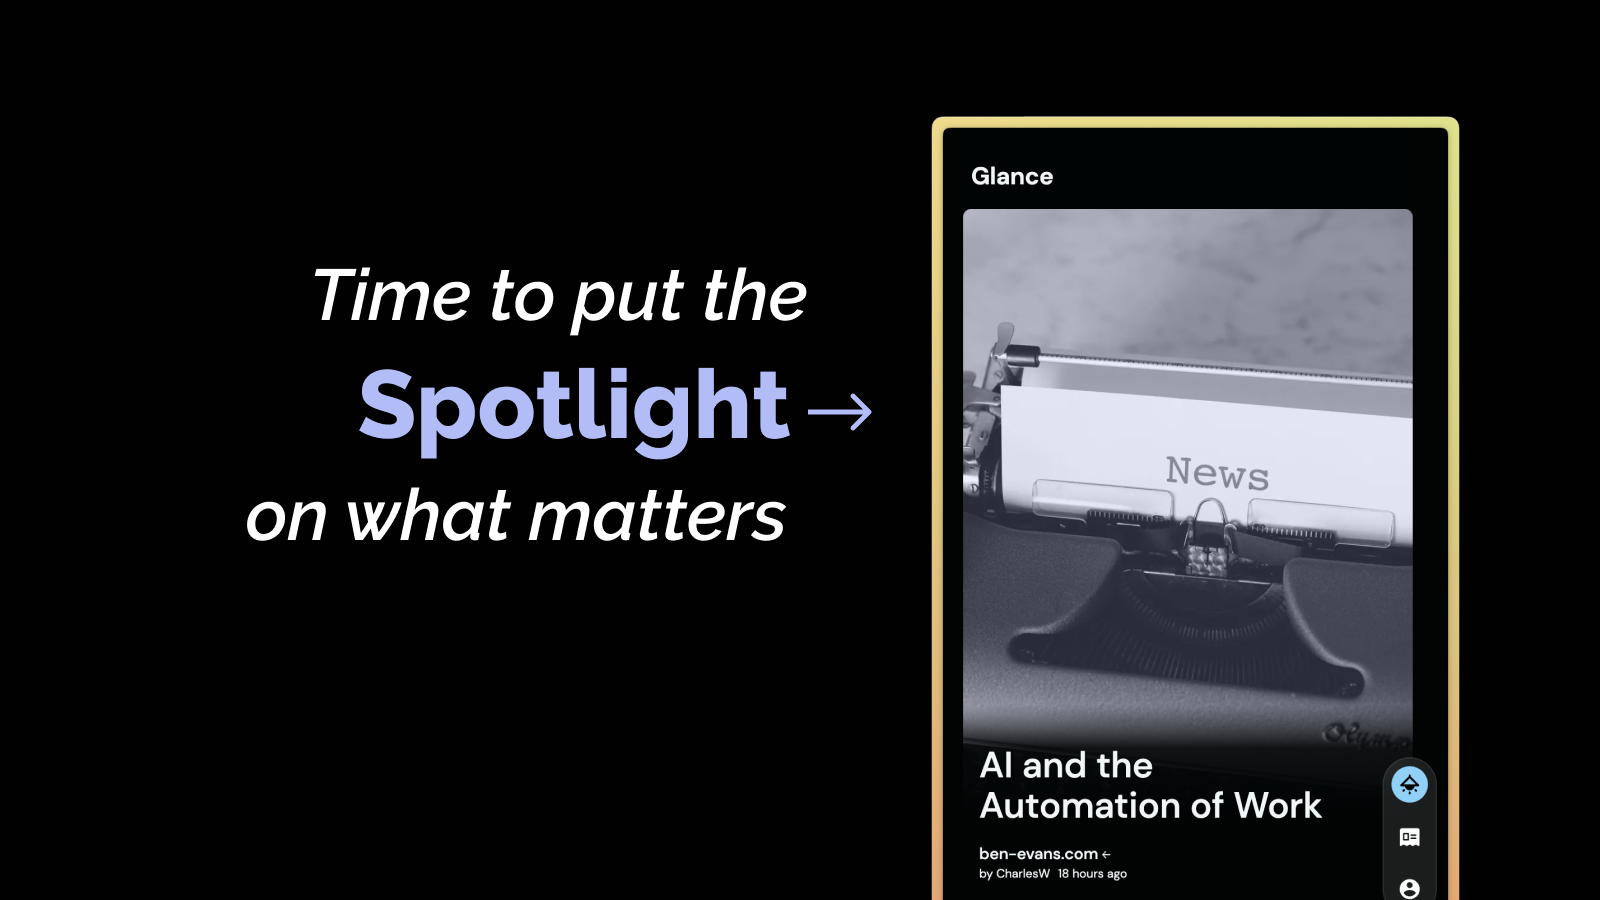 Time to put the
Spotlight →
on what matters
Glance
News
AI and the
Automation of Work
ben-evans.com ←
by CharlesW 18 hours ago